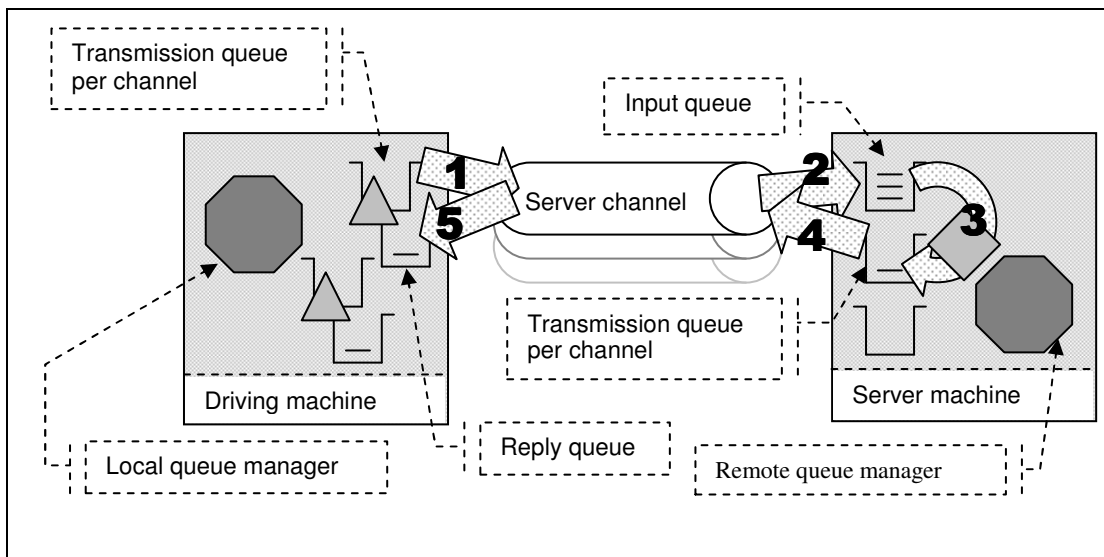 Transmission queue
per channel
Input queue
1
2
Server channel
3
5
4
Transmission queue
per channel
Driving machine
Server machine
Reply queue
Local queue manager
Remote queue manager